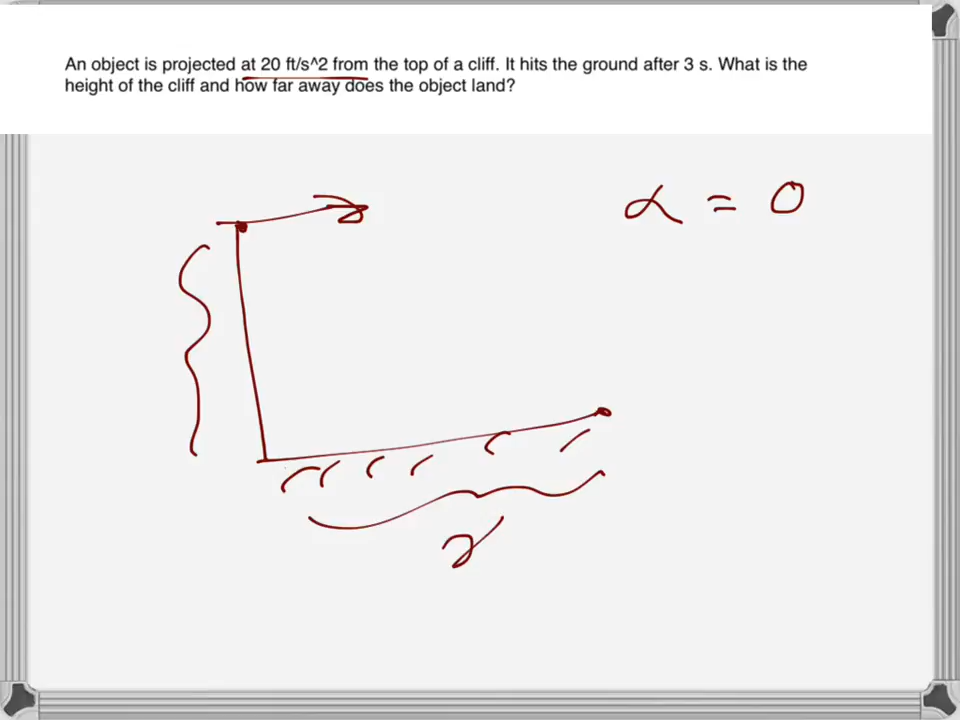 An object is projected at 20 ft/s^2 from the top of a cliff. It hits the ground after 3 s. What is the
height of the cliff and how far away does the object land?
α = 0